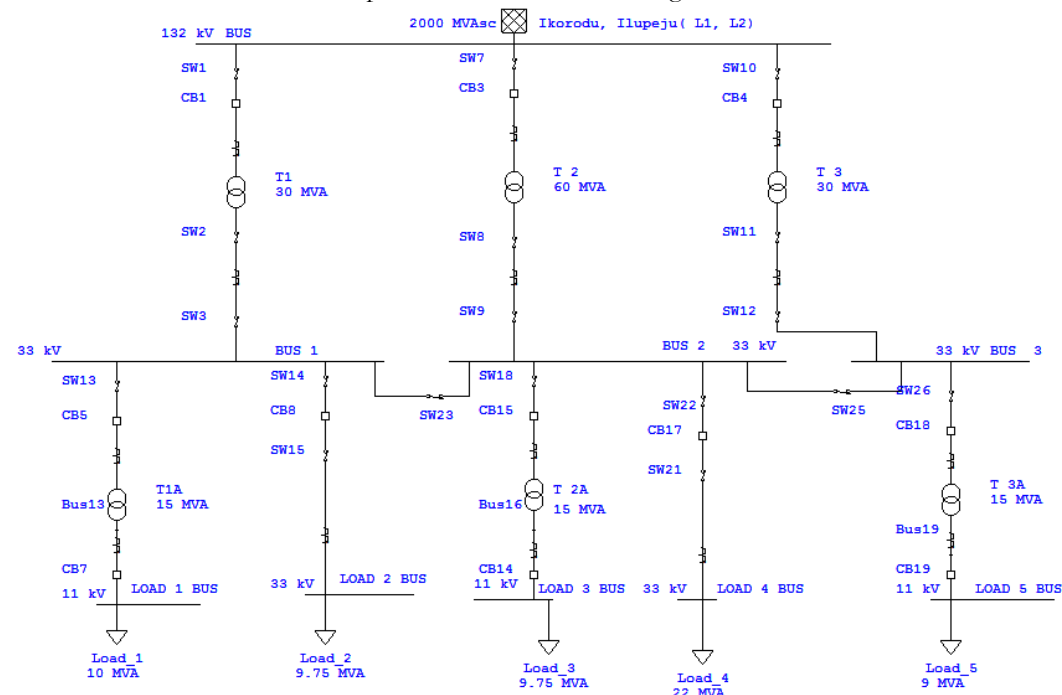 2000 MVAsc Ikorodu, Ilupeju( L1, L2)
132 kV BUS
SW1
SW7
SW10
CB1
CB3
CB4
T1
30 MVA
T 2
60 MVA
T 3
30 MVA
SW2
SW8
SW11
SW3
SW9
SW12
33 kV
BUS 1
BUS 2
33 kV
33 kV BUS 3
SW13
SW14
SW23
SW18
SW22
SW25
SW26
CB5
CB8
CB15
CB17
CB18
SW15
SW21
Bus13
T1A
15 MVA
Bus16
T 2A
15 MVA
T 3A
15 MVA
Bus19
CB7
CB14
CB19
11 kV
LOAD 1 BUS
33 kV
LOAD 2 BUS
11 kV
LOAD 3 BUS
33 kV
LOAD 4 BUS
11 kV
LOAD 5 BUS
Load_1
10 MVA
Load_2
9.75 MVA
Load_3
9.75 MVA
Load_4
22 MVA
Load_5
9 MVA